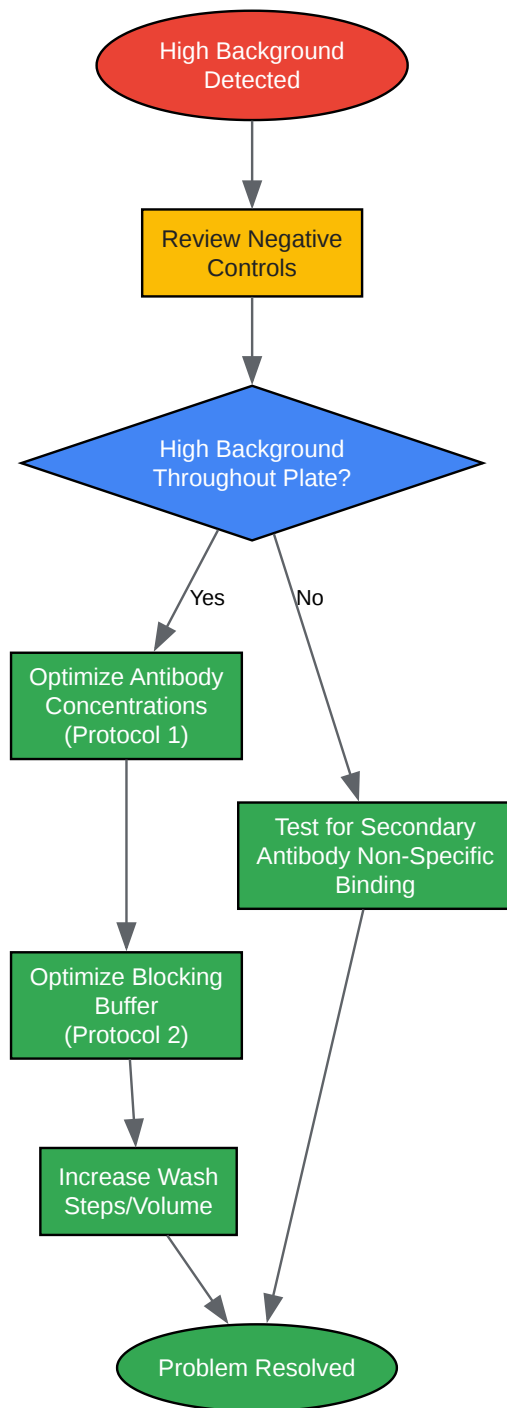 High Background
Detected
Review Negative
Controls
High Background
Throughout Plate?
Yes
No
Optimize Antibody
Concentrations
(Protocol 1)
Test for Secondary
Antibody Non-Specific
Binding
Optimize Blocking
Buffer
(Protocol 2)
Increase Wash
Steps/Volume
Problem Resolved